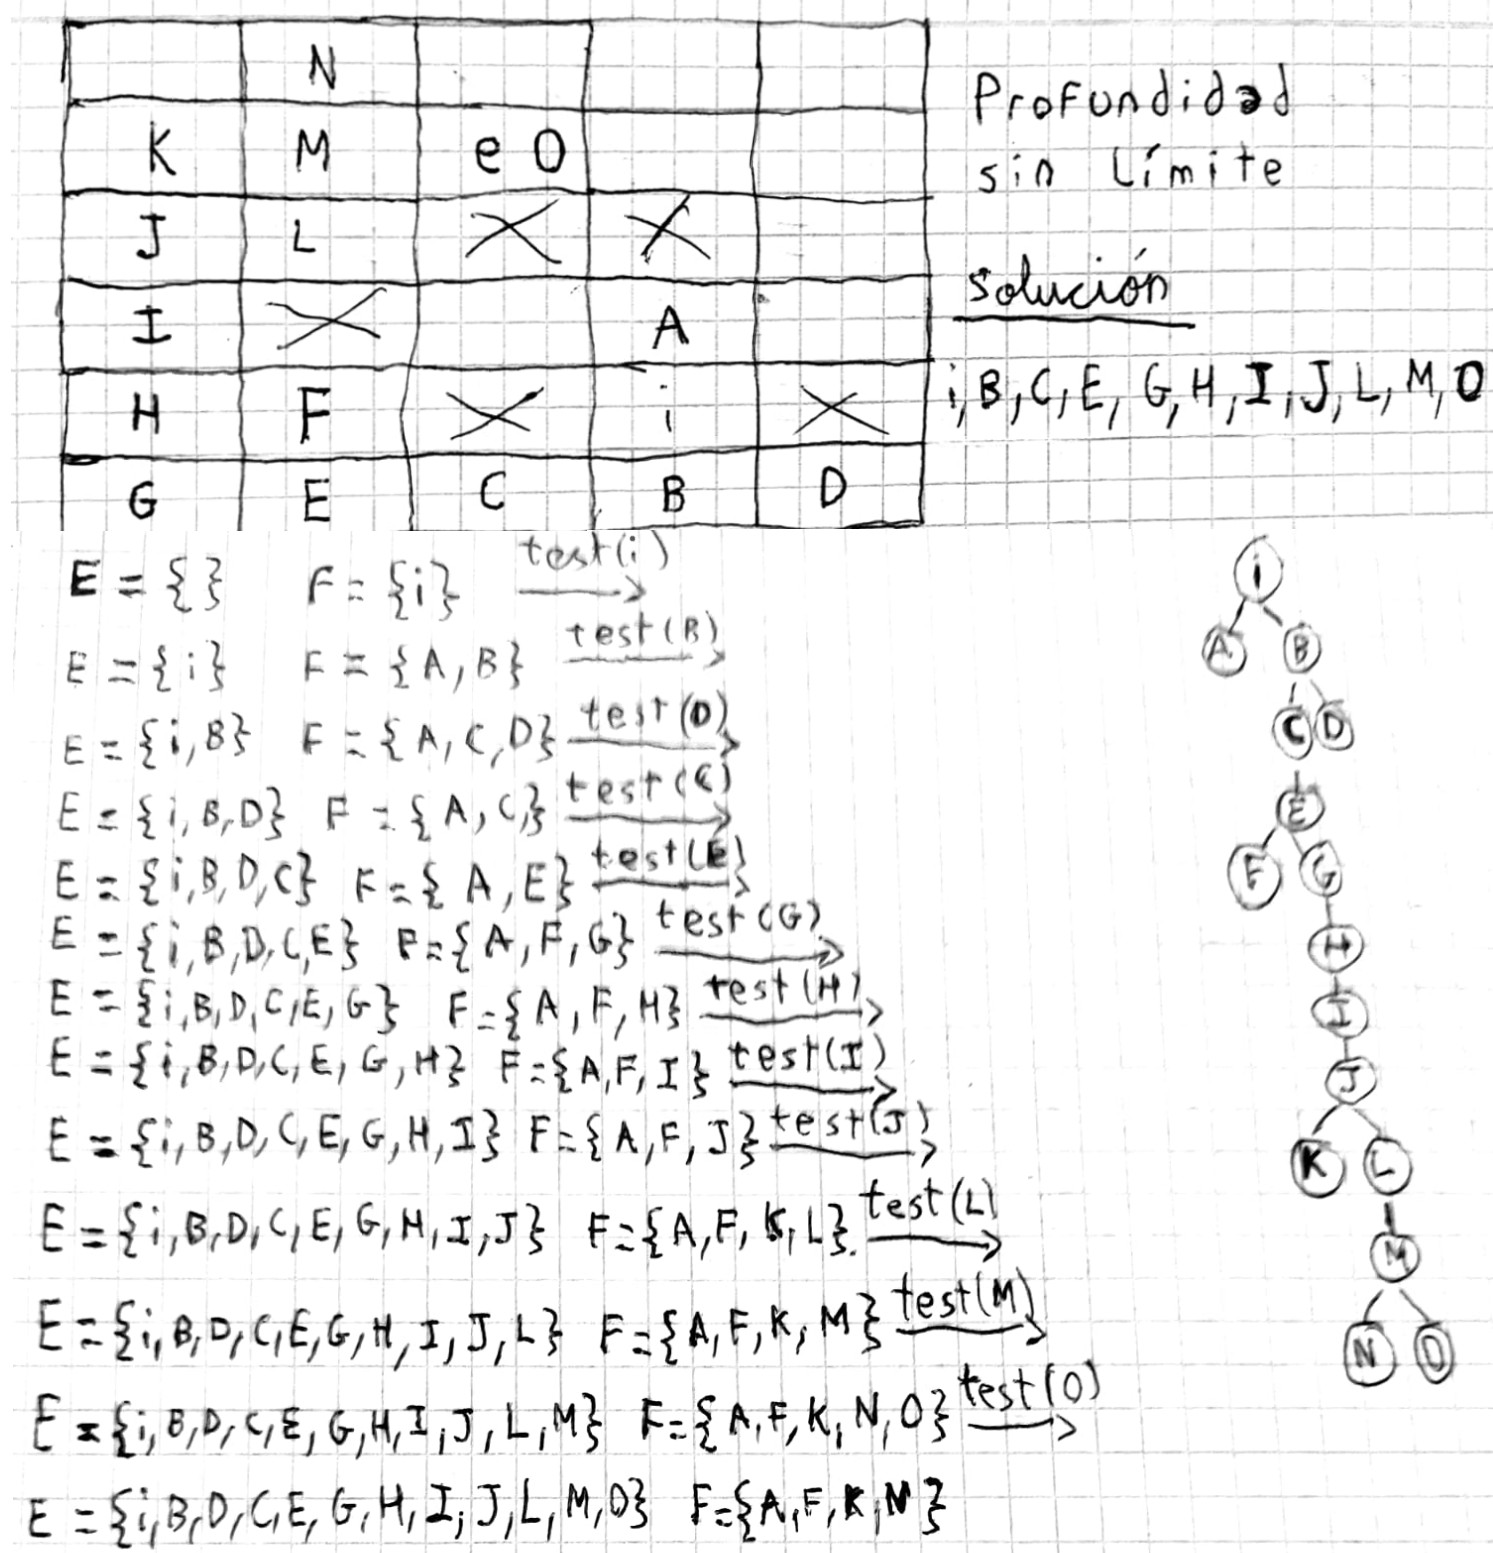 N
K M e O
J L X X
I X A
H F X i X
G E C B D
Profundidad
sin Límite
solución
i, B, C, E, G, H, I, J, L, M, O
E = {} F = {i} test(i)
E = {i} F = {A, B} test(B)
E = {i, B} F = {A, C, D} test(D)
E = {i, B, D} F = {A, C} test(C)
E = {i, B, D, C} F = {A, E} test(E)
E = {i, B, D, C, E} F = {A, F, G} test(G)
E = {i, B, D, C, E, G} F = {A, F, H} test(H)
E = {i, B, D, C, E, G, H} F = {A, F, I} test(I)
E = {i, B, D, C, E, G, H, I} F = {A, F, J} test(J)
E = {i, B, D, C, E, G, H, I, J} F = {A, F, K, L}. test(L)
E = {i, B, D, C, E, G, H, I, J, L} F = {A, F, K, M} test(M)
E = {i, B, D, C, E, G, H, I, J, L, M} F = {A, F, K, N, O} test(O)
E = {i, B, D, C, E, G, H, I, J, L, M, O} F = {A, F, K, N}
i
A B
C D
E
F G
H
I
J
K L
M
N O